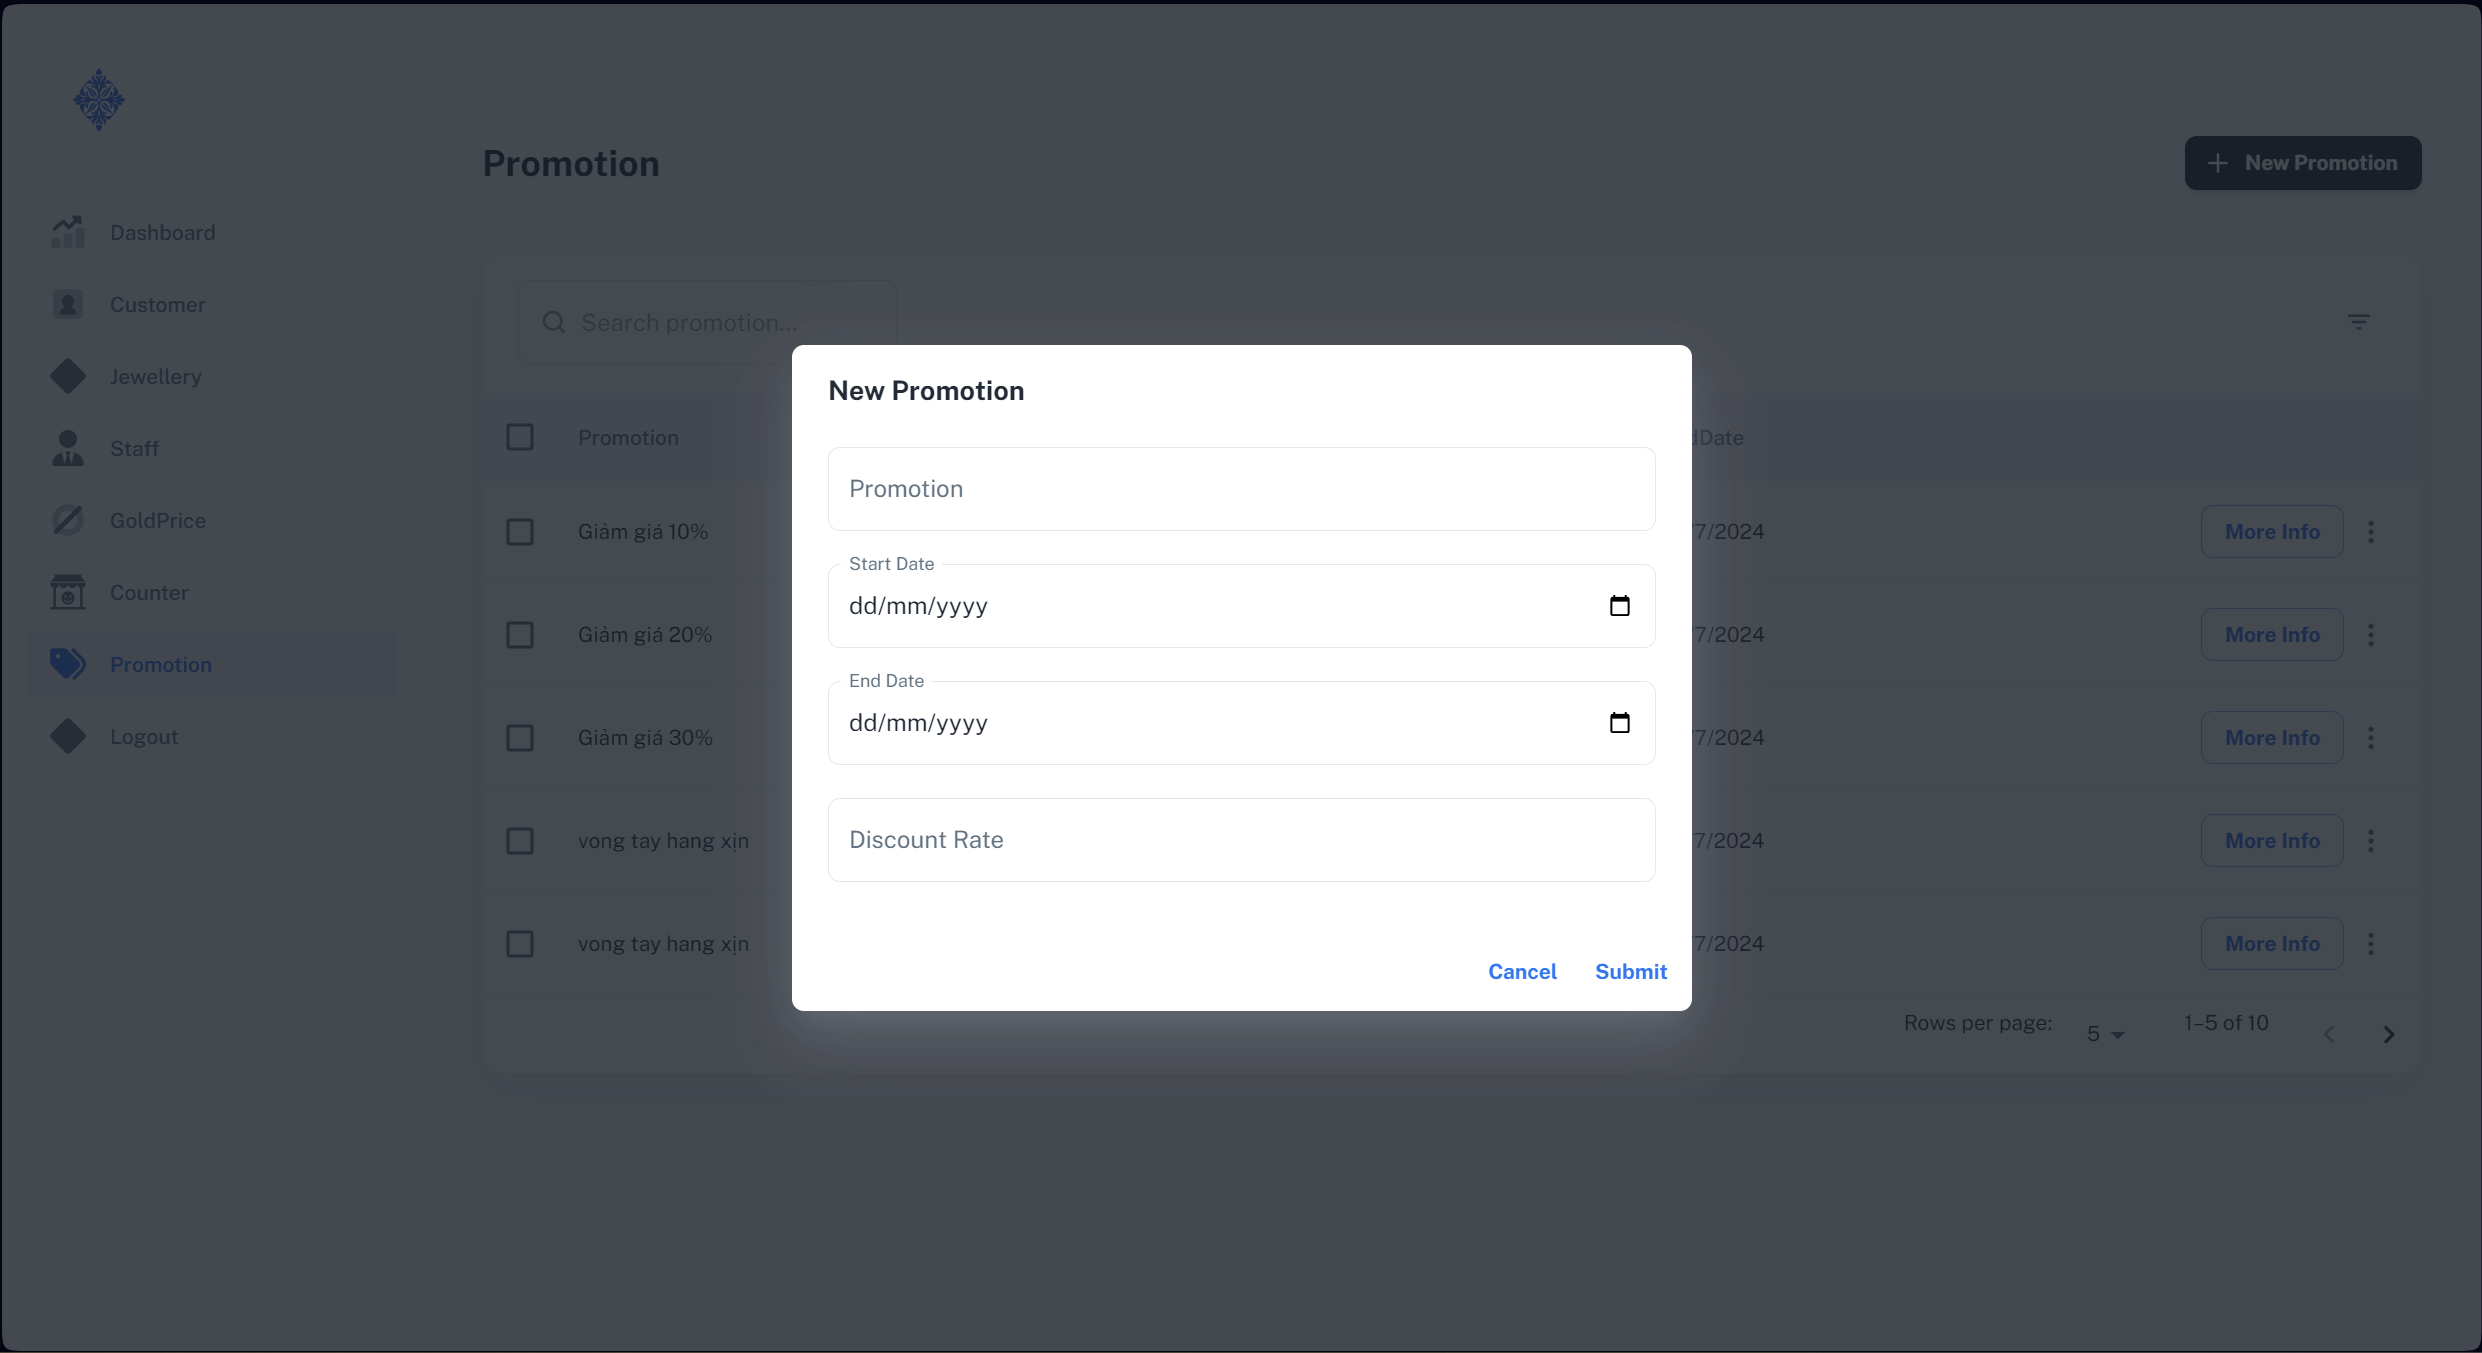 Dashboard
Customer
Jewellery
Staff
GoldPrice
Counter
Promotion
Logout
Promotion
New Promotion
Search promotion...
Promotion
dDate
Giảm giá 10%
/7/2024
More Info
Giảm giá 20%
/7/2024
More Info
Giảm giá 30%
/7/2024
More Info
vong tay hang xịn
/7/2024
More Info
vong tay hang xịn
/7/2024
More Info
Rows per page:
5
1–5 of 10
New Promotion
Promotion
Start Date
dd/mm/yyyy
End Date
dd/mm/yyyy
Discount Rate
Cancel
Submit